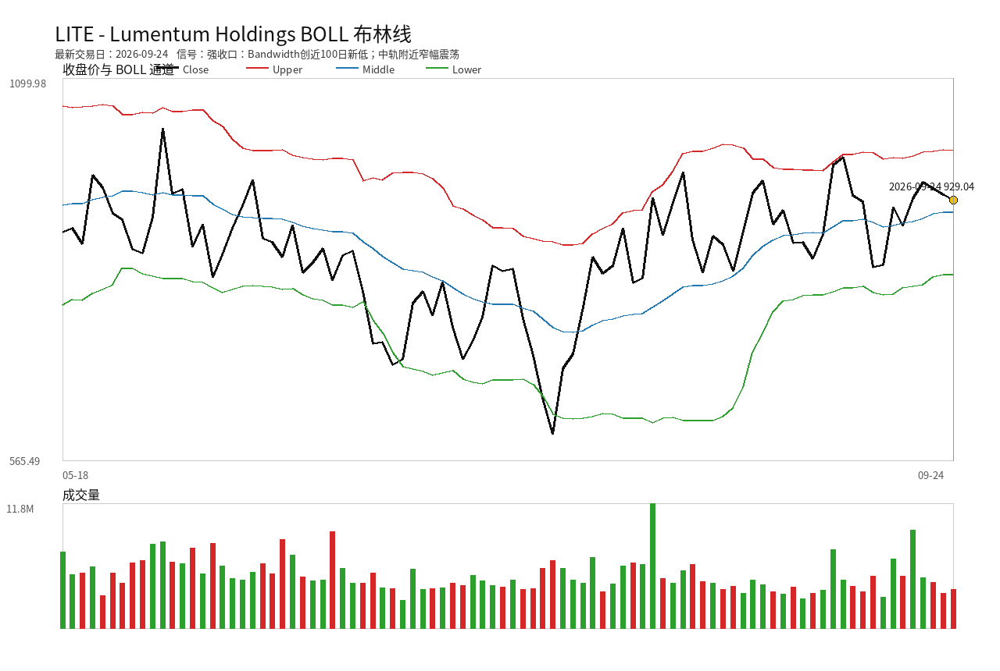 LITE - Lumentum Holdings BOLL 布林线
最新交易日：2026-09-24 信号：强收口：Bandwidth创近100日新低；中轨附近窄幅震荡
收盘价与 BOLL 通道 Close Upper Middle Lower
1099.98
2026-09-24 929.04
565.49
05-18 09-24
成交量
11.8M